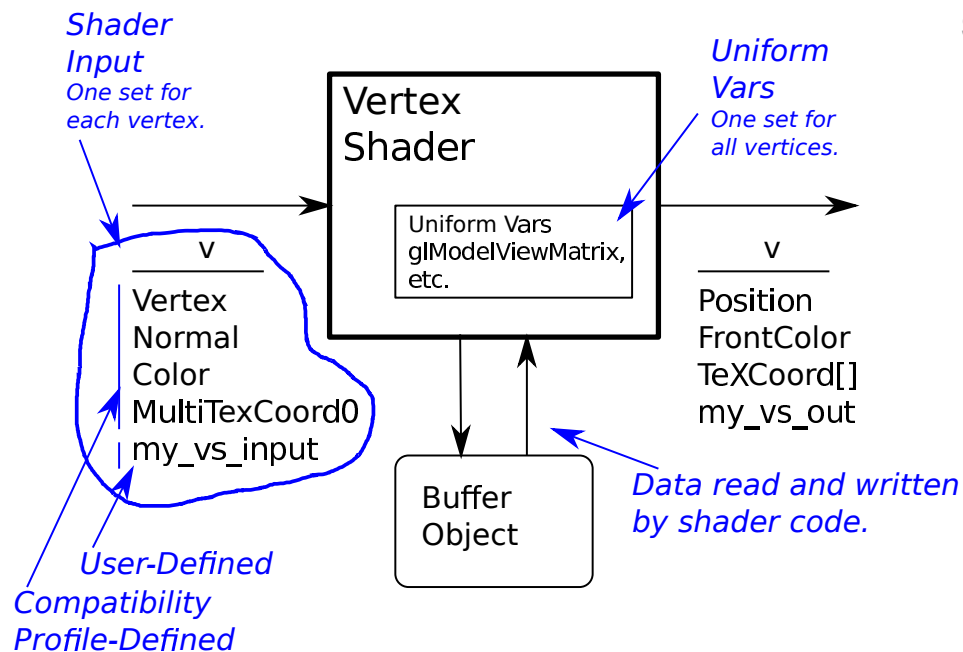 Shader
Input
One set for
each vertex.
Vertex
Shader
Uniform
Vars
One set for
all vertices.
Uniform Vars
glModelViewMatrix,
etc.
v
Vertex
Normal
Color
MultiTexCoord0
my_vs_input
v
Position
FrontColor
TeXCoord[]
my_vs_out
Buffer
Object
Data read and written
by shader code.
User-Defined
Compatibility
Profile-Defined